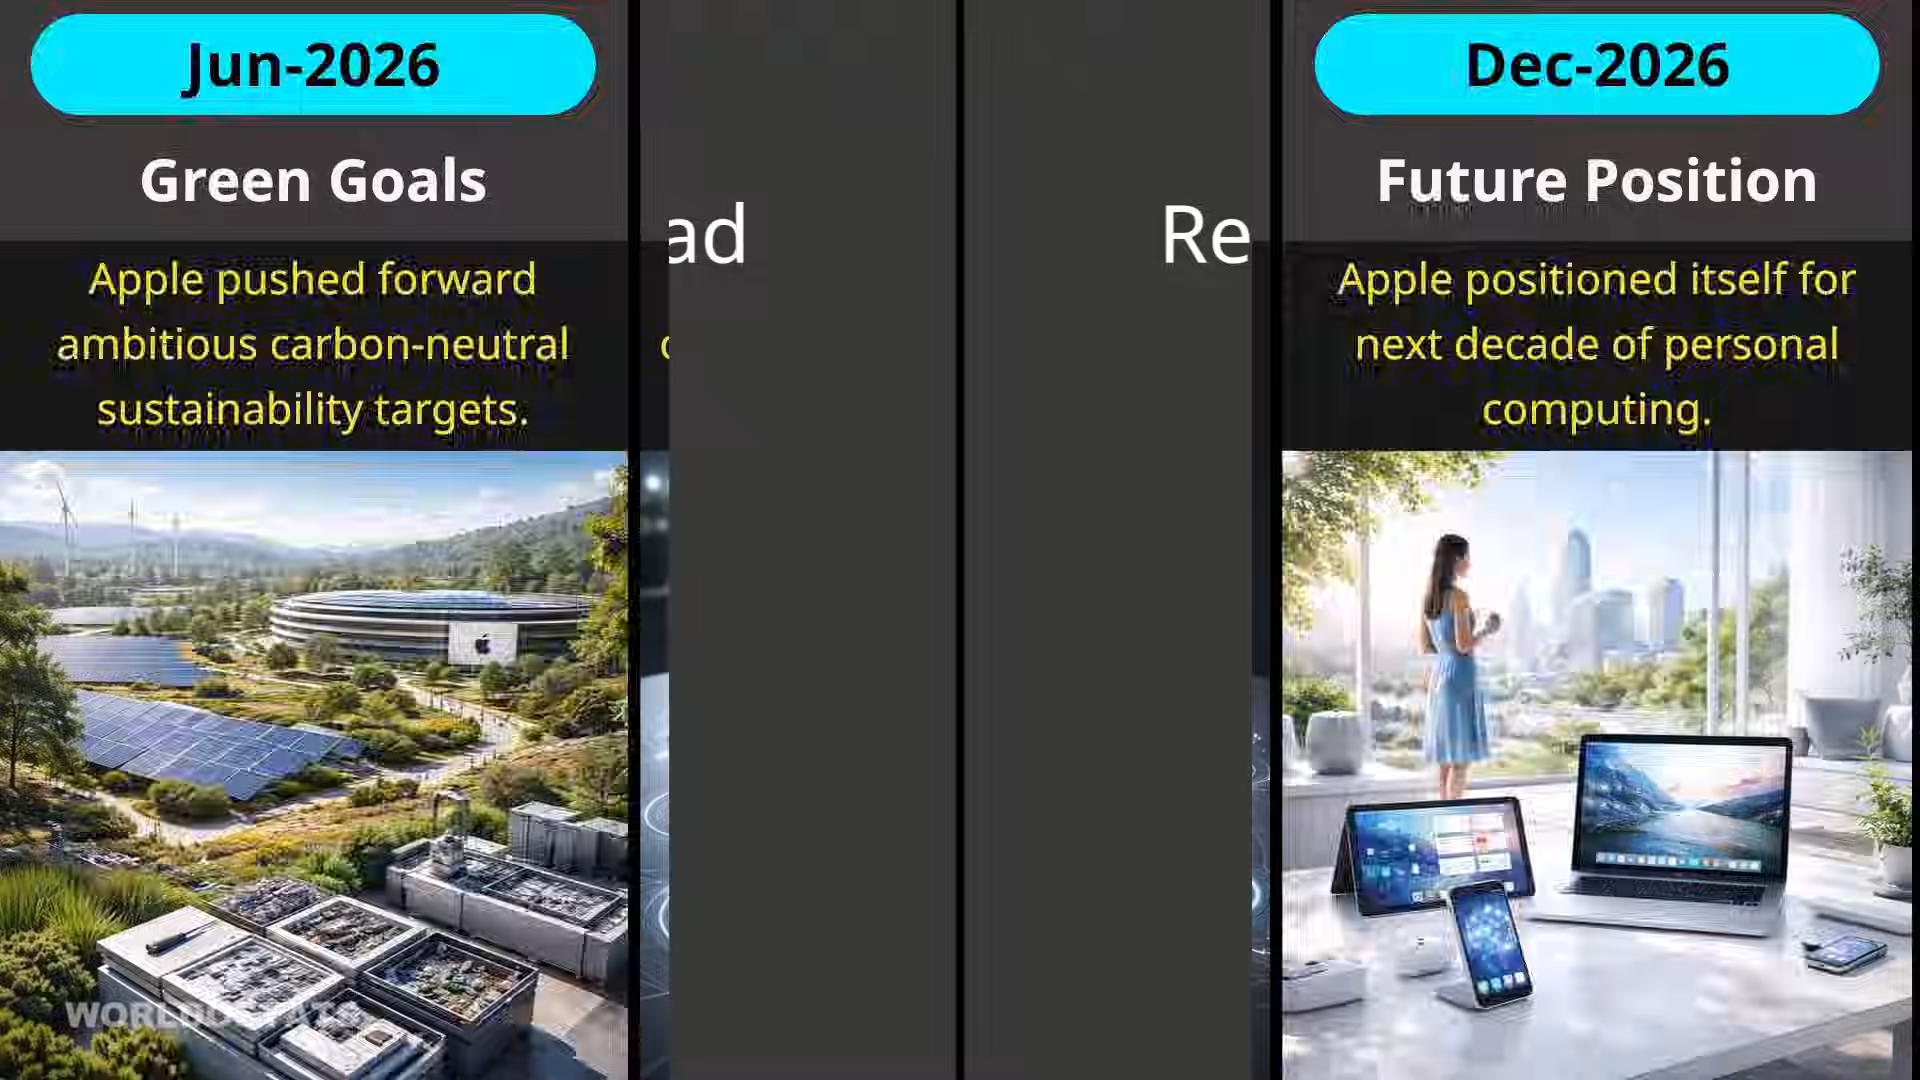 Jun-2026
Green Goals
Apple pushed forward
ambitious carbon-neutral
sustainability targets.
ad
Re
Dec-2026
Future Position
Apple positioned itself for
next decade of personal
computing.